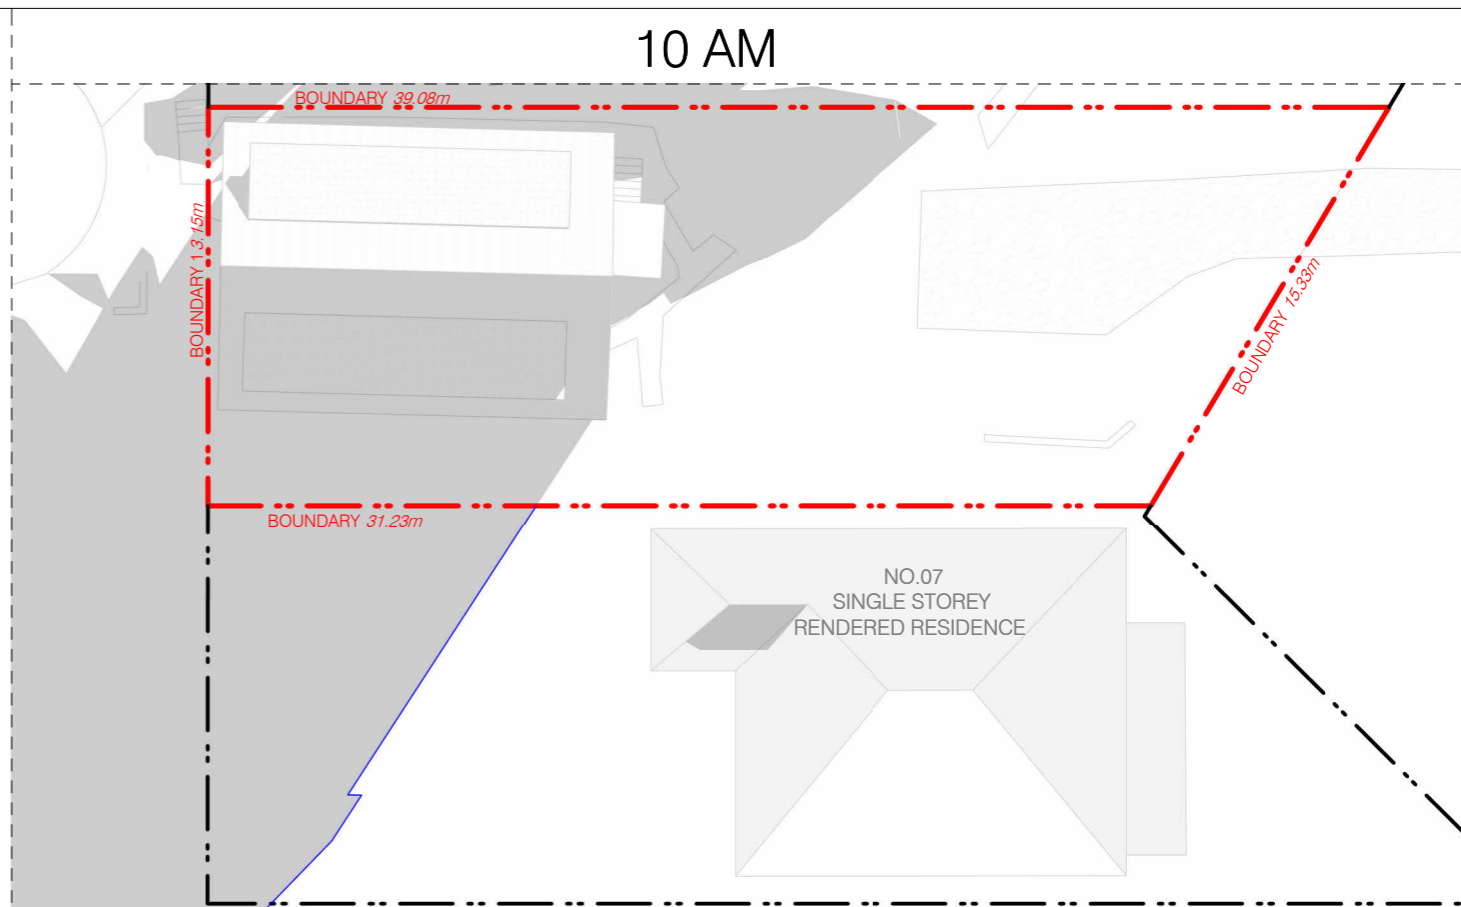 10 AM
BOUNDARY 39.08m
BOUNDARY 13.15m
BOUNDARY 15.33m
BOUNDARY 31.23m
NO.07
SINGLE STOREY
RENDERED RESIDENCE